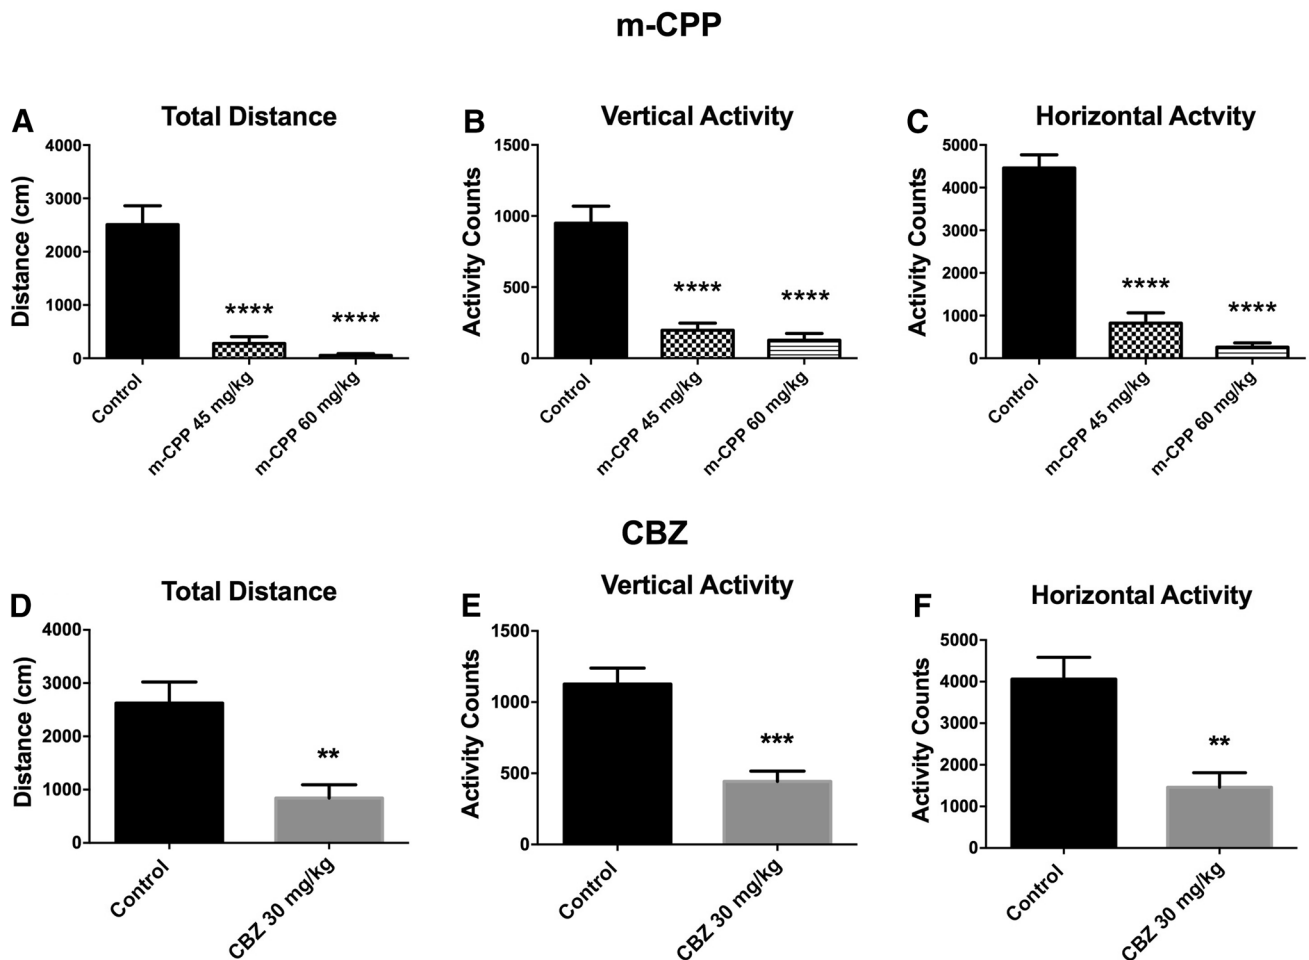 m-CPP
A
Total Distance
Distance (cm)
4000
3000
2000
1000
0
****
****
Control
m-CPP 45 mg/kg
m-CPP 60 mg/kg
B
Vertical Activity
Activity Counts
1500
1000
500
0
****
****
Control
m-CPP 45 mg/kg
m-CPP 60 mg/kg
C
Horizontal Actvity
Activity Counts
5000
4000
3000
2000
1000
0
****
****
Control
m-CPP 45 mg/kg
m-CPP 60 mg/kg
CBZ
D
Total Distance
Distance (cm)
4000
3000
2000
1000
0
**
Control
CBZ 30 mg/kg
E
Vertical Activity
Activity Counts
1500
1000
500
0
***
Control
CBZ 30 mg/kg
F
Horizontal Activity
Activity Counts
5000
4000
3000
2000
1000
0
**
Control
CBZ 30 mg/kg